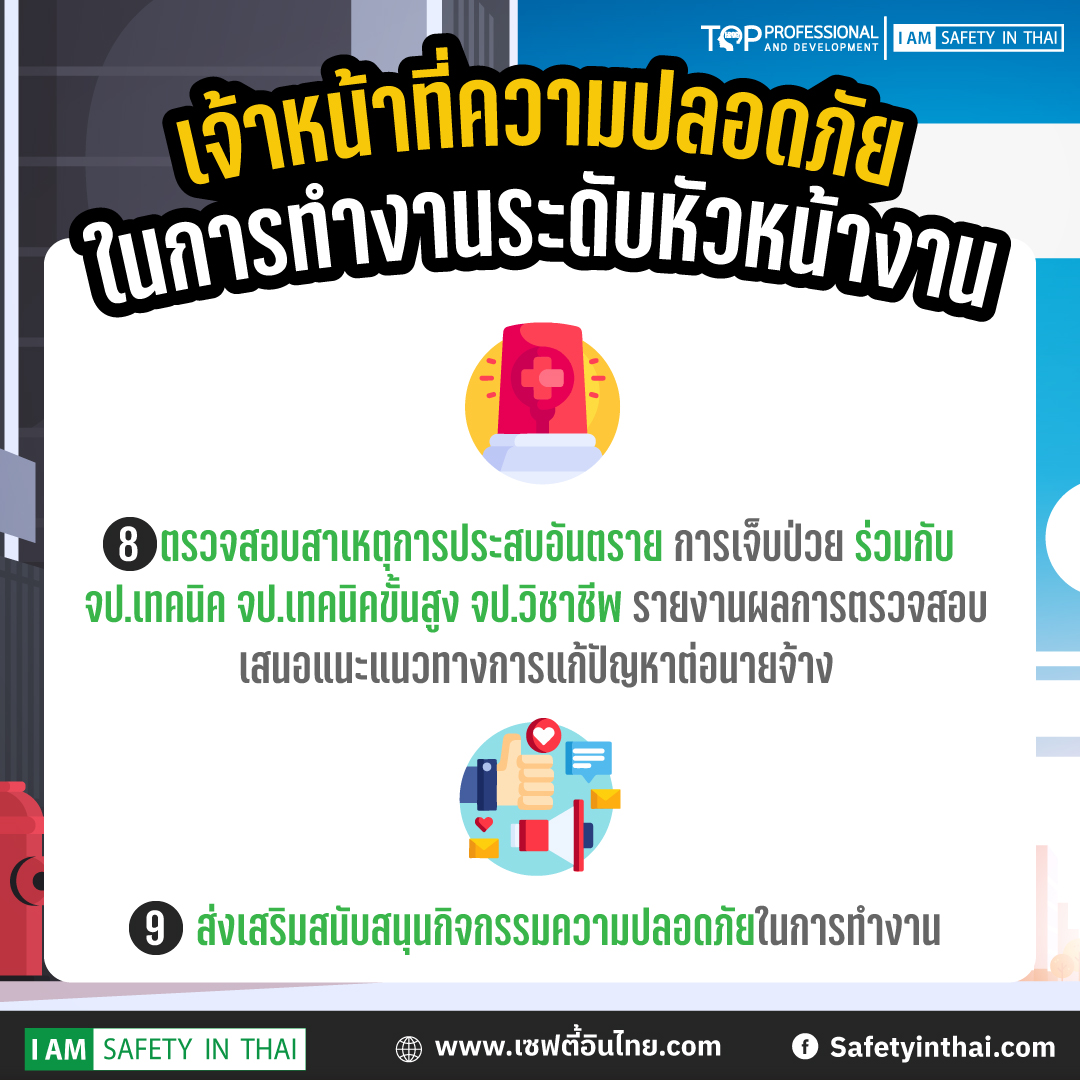 TOP PROFESSIONAL AND DEVELOPMENT
I AM SAFETY IN THAI
เจ้าหน้าที่ความปลอดภัย
ในการทำงานระดับหัวหน้างาน
8 ตรวจสอบสาเหตุการประสบอันตราย การเจ็บป่วย ร่วมกับ
จป.เทคนิค จป.เทคนิคขั้นสูง จป.วิชาชีพ รายงานผลการตรวจสอบ
เสนอแนะแนวทางการแก้ปัญหาต่อนายจ้าง
9 ส่งเสริมสนับสนุนกิจกรรมความปลอดภัยในการทำงาน
I AM SAFETY IN THAI
www.เซฟตี้อินไทย.com
Safetyinthai.com